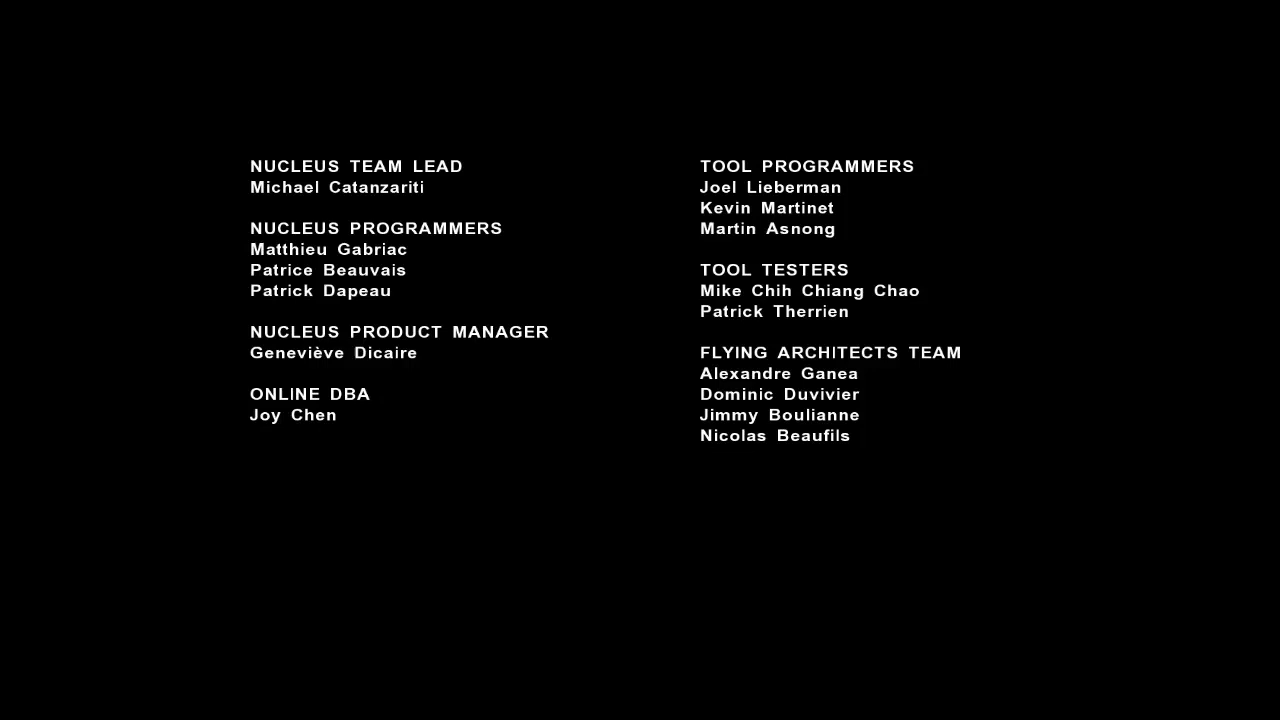 NUCLEUS TEAM LEAD
Michael Catanzariti
NUCLEUS PROGRAMMERS
Matthieu Gabriac
Patrice Beauvais
Patrick Dapeau
NUCLEUS PRODUCT MANAGER
Geneviève Dicaire
ONLINE DBA
Joy Chen
TOOL PROGRAMMERS
Joel Lieberman
Kevin Martinet
Martin Asnong
TOOL TESTERS
Mike Chih Chiang Chao
Patrick Therrien
FLYING ARCHITECTS TEAM
Alexandre Ganea
Dominic Duvivier
Jimmy Boulianne
Nicolas Beaufils